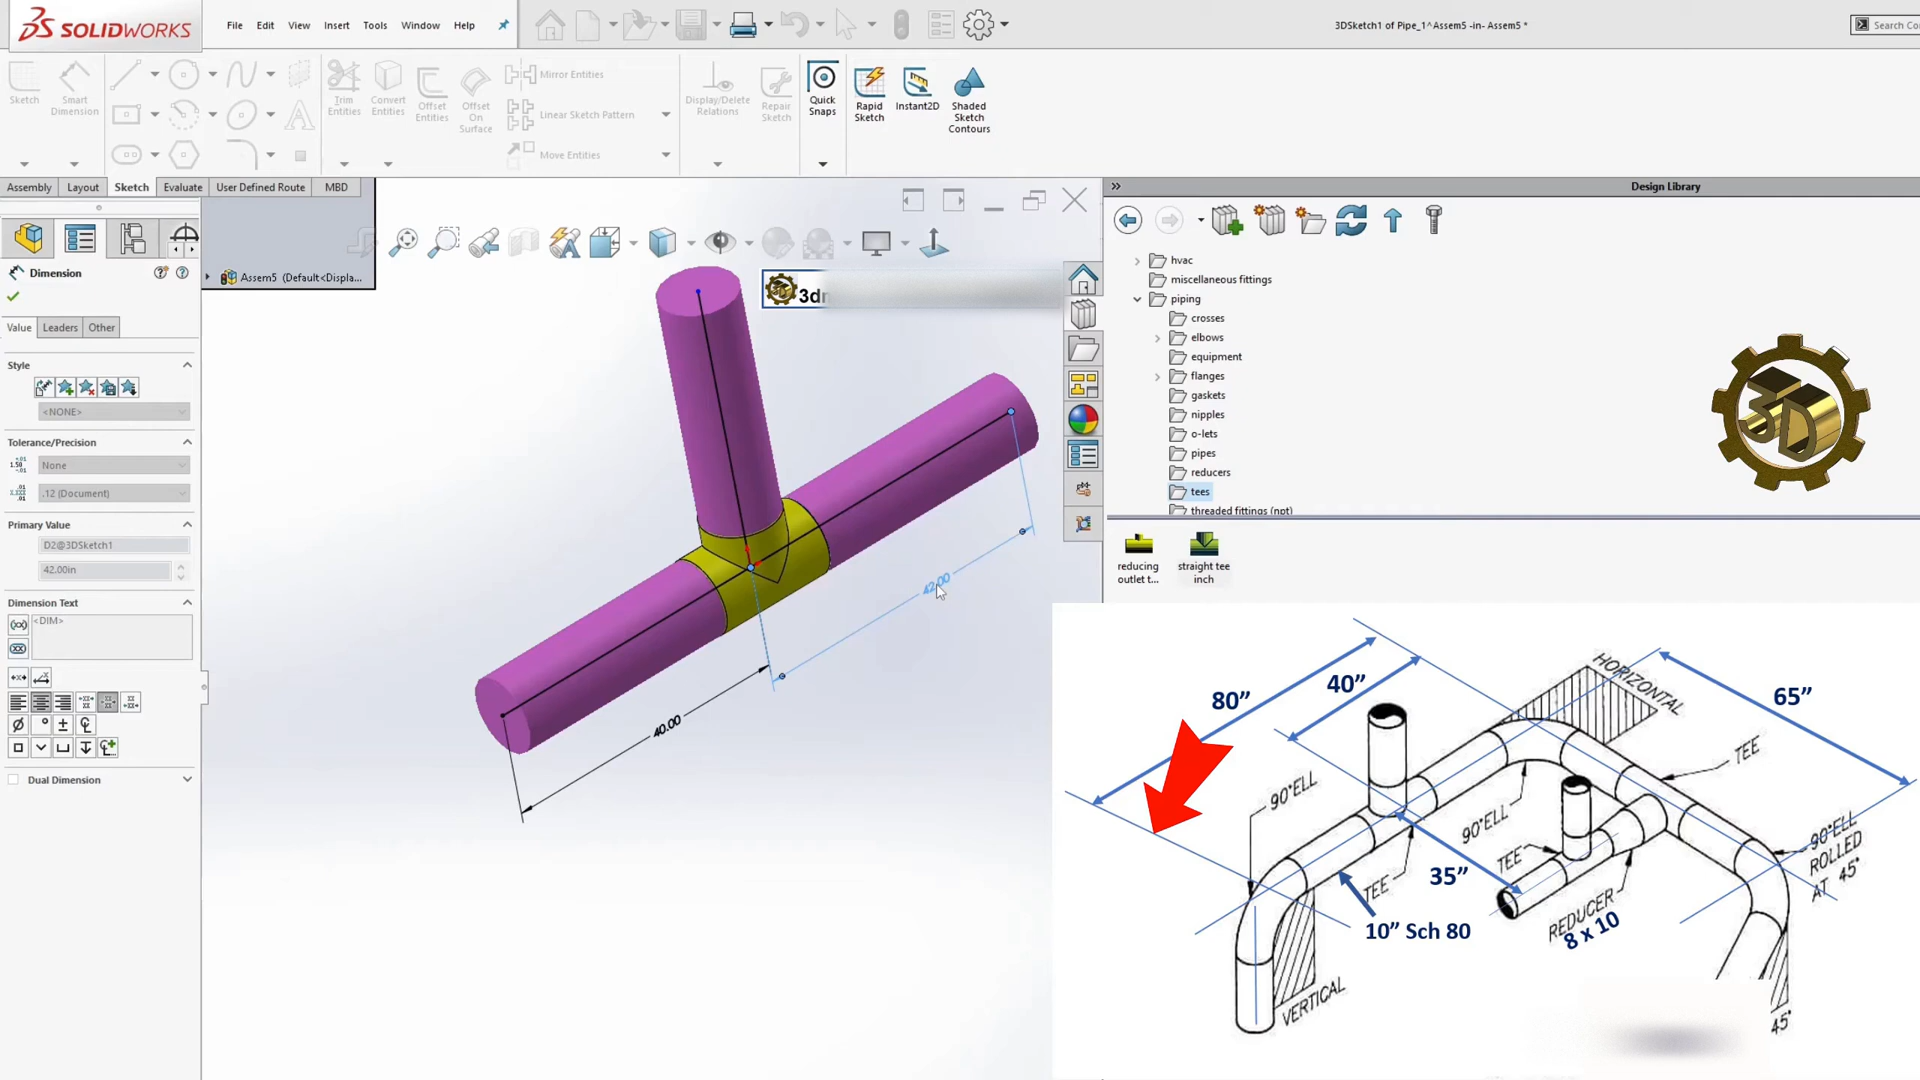 SOLIDWORKS
File Edit View Insert Tools Window Help
3DSketch1 of Pipe_1^Assem5 -in- Assem5 *
Search Co
Sketch
Smart Dimension
Trim Entities
Convert Entities
Offset Entities
Offset On Surface
Mirror Entities
Linear Sketch Pattern
Move Entities
Display/Delete Relations
Repair Sketch
Quick Snaps
Rapid Sketch
Instant2D
Shaded Sketch Contours
Assembly Layout Sketch Evaluate User Defined Route MBD
Design Library
Assem5 (Default<Displa...
Dimension
Value Leaders Other
Style
<NONE>
Tolerance/Precision
None
.12 (Document)
Primary Value
D2@3DSketch1
42.00in
Dimension Text
<DIM>
Dual Dimension
42.00
40.00
hvac
miscellaneous fittings
piping
crosses
elbows
equipment
flanges
gaskets
nipples
o-lets
pipes
reducers
tees
threaded fittings (npt)
reducing outlet t...
straight tee inch
3D
80”
40”
65”
HORIZONTAL
TEE
90°ELL
90°ELL
90°ELL
ROLLED
AT 45°
TEE
35”
TEE
REDUCER
8 x 10
10” Sch 80
VERTICAL
45°